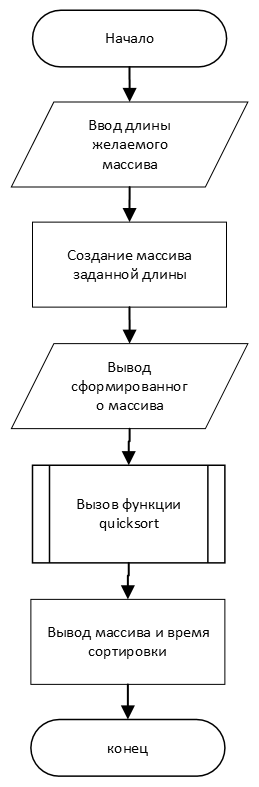 Начало
Ввод длины
желаемого
массива
Создание массива
заданной длины
Вывод
сформированног
о массива
Вызов функции
quicksort
Вывод массива и время
сортировки
конец